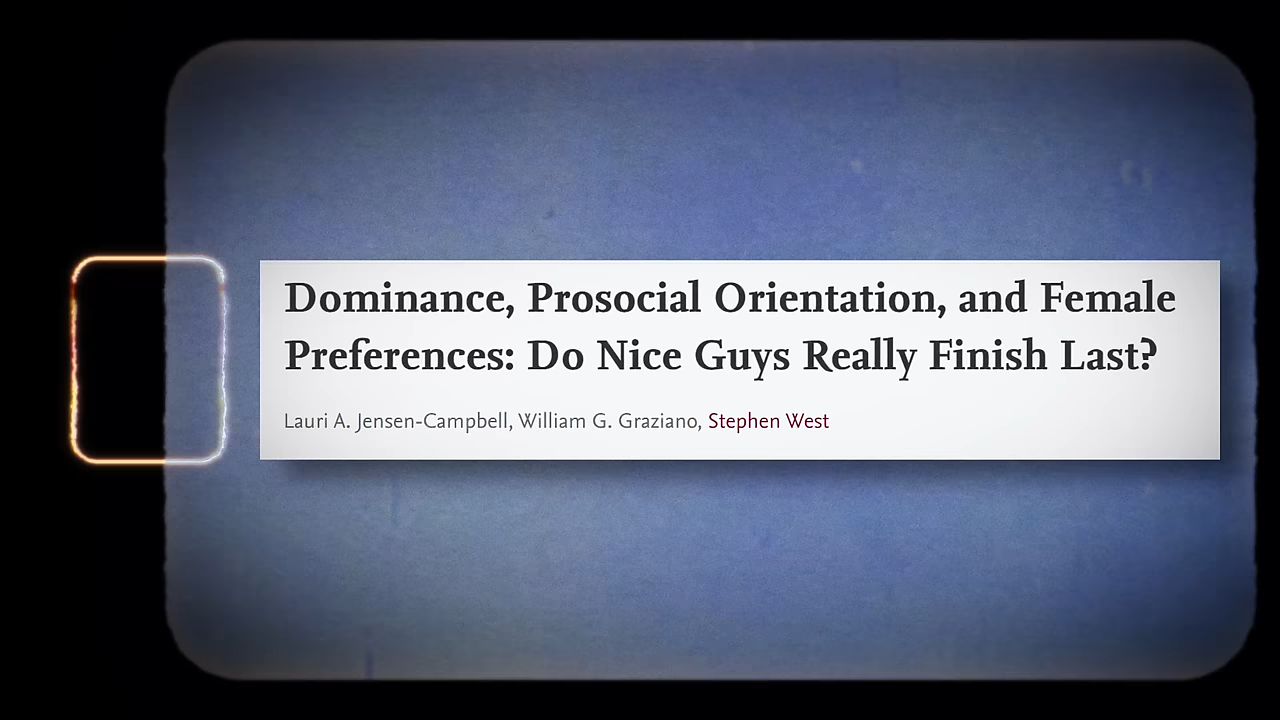 Dominance, Prosocial Orientation, and Female
Preferences: Do Nice Guys Really Finish Last?
Lauri A. Jensen-Campbell, William G. Graziano, Stephen West